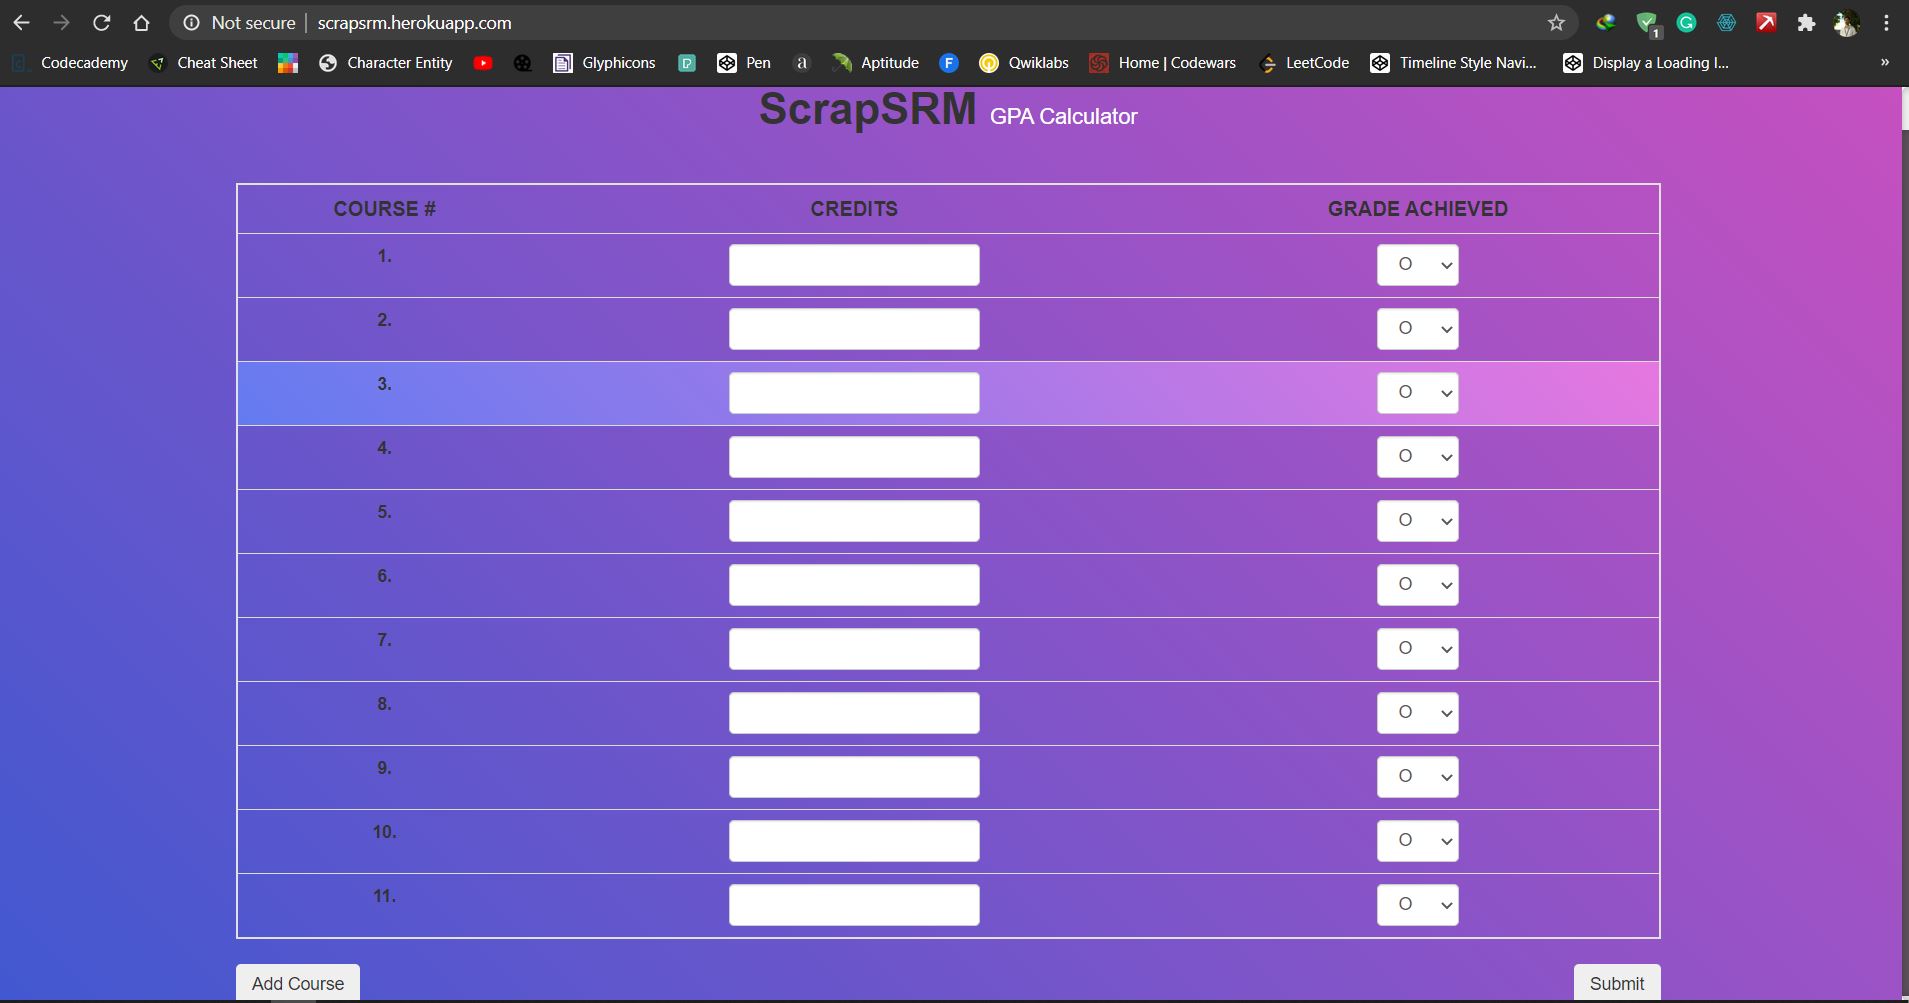 Not secure | scrapsrm.herokuapp.com
1
Codecademy Cheat Sheet Character Entity Glyphicons Pen a Aptitude F Qwiklabs Home | Codewars LeetCode Timeline Style Navi... Display a Loading I... »
ScrapSRM GPA Calculator
COURSE # CREDITS GRADE ACHIEVED
1. O
2. O
3. O
4. O
5. O
6. O
7. O
8. O
9. O
10. O
11. O
Add Course Submit